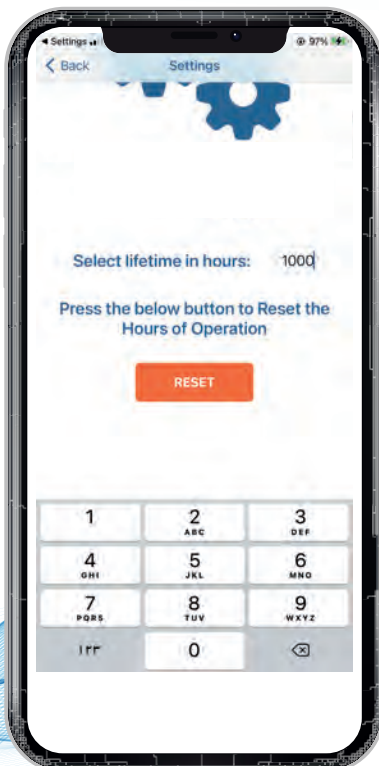 Settings
97%
Back
Settings
Select lifetime in hours: 1000
Press the below button to Reset the
Hours of Operation
RESET
1 2 3
ABC DEF
4 5 6
GHI JKL MNO
7 8 9
PQRS TUV WXYZ
١٢٣ 0